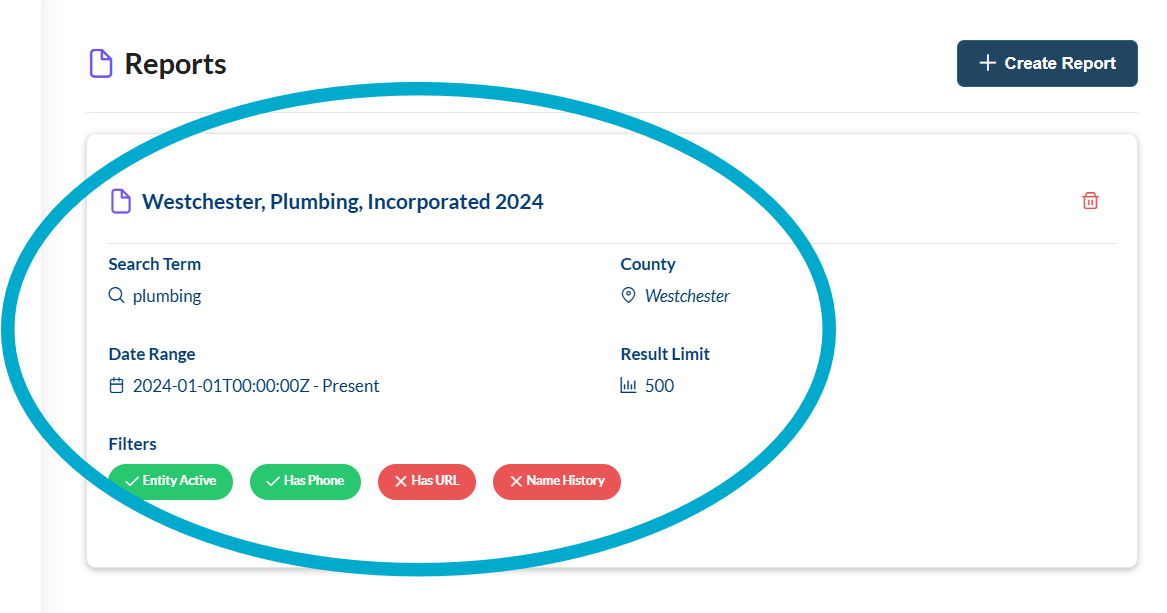 Reports
Create Report
Westchester, Plumbing, Incorporated 2024
Search Term
County
plumbing
Westchester
Date Range
Result Limit
2024-01-01T00:00:00Z - Present
500
Filters
Entity Active
Has Phone
Has URL
Name History